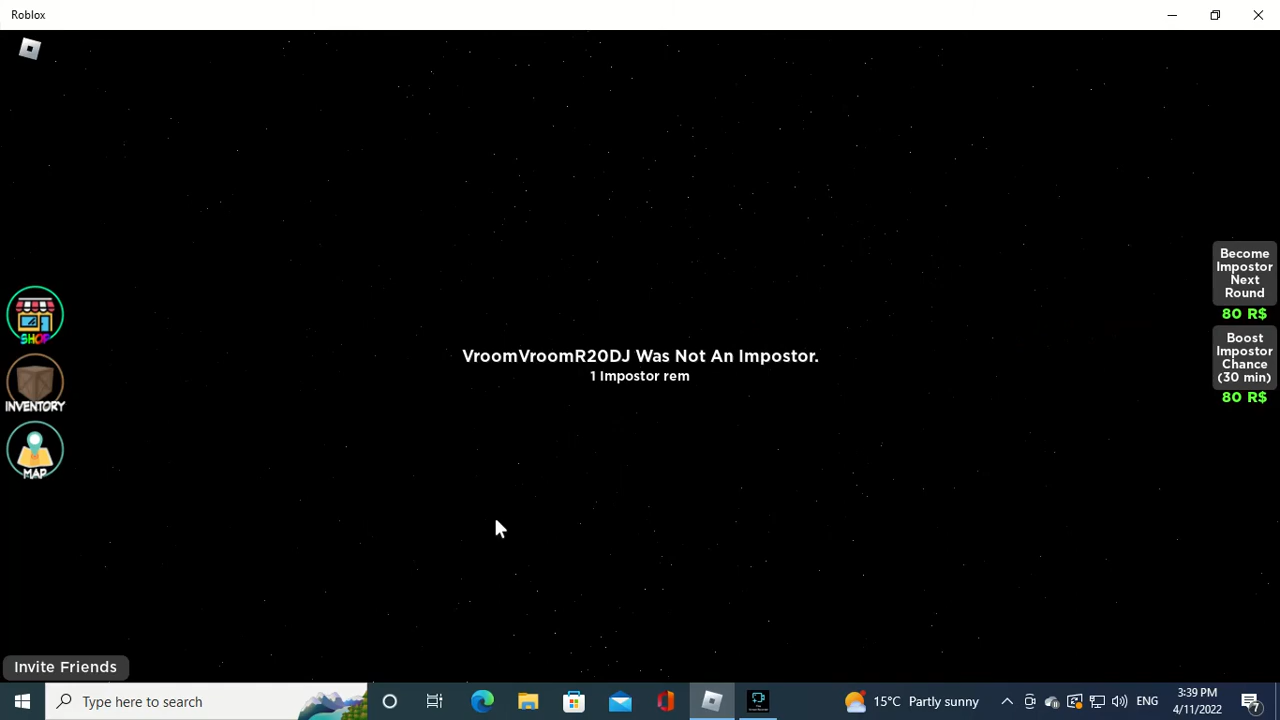 Roblox
VroomVroomR20DJ Was Not An Impostor.
1 Impostor rem
SHOP
INVENTORY
MAP
Become
Impostor
Next
Round
80 R$
Boost
Impostor
Chance
(30 min)
80 R$
Invite Friends
Type here to search
15°C Partly sunny
ENG
3:39 PM
4/11/2022
7